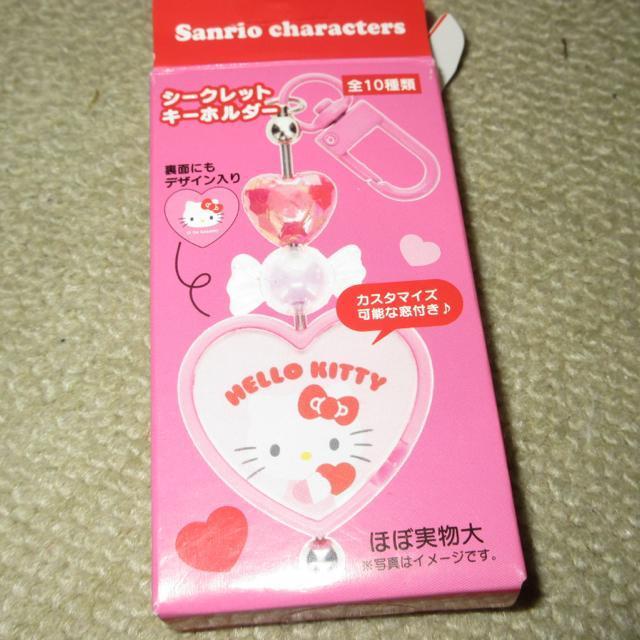 Sanrio characters
シークレット
キーホルダー
全10種類
裏面にも
デザイン入り
カスタマイズ
可能な窓付き♪
HELLO KITTY
ほぼ実物大
※写真はイメージです。